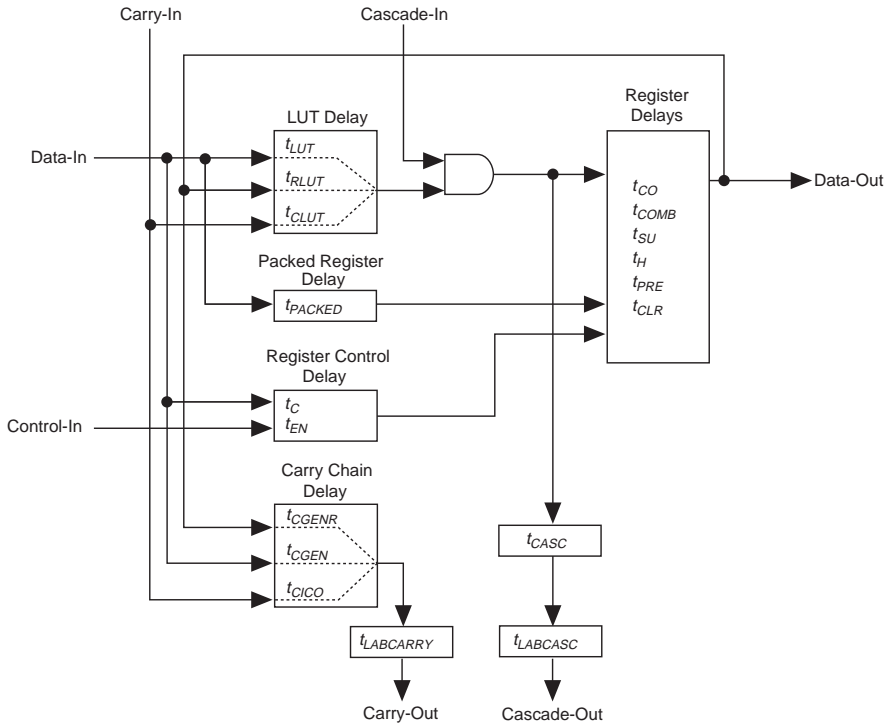 Carry-In
Cascade-In
LUT Delay
Register
Delays
Data-In
tLUT
tRLUT
tCLUT
tCO
tCOMB
tSU
tH
tPRE
tCLR
Data-Out
Packed Register
Delay
tPACKED
Register Control
Delay
tC
tEN
Control-In
Carry Chain
Delay
tCGENR
tCGEN
tCICO
tCASC
tLABCARRY
tLABCASC
Carry-Out
Cascade-Out